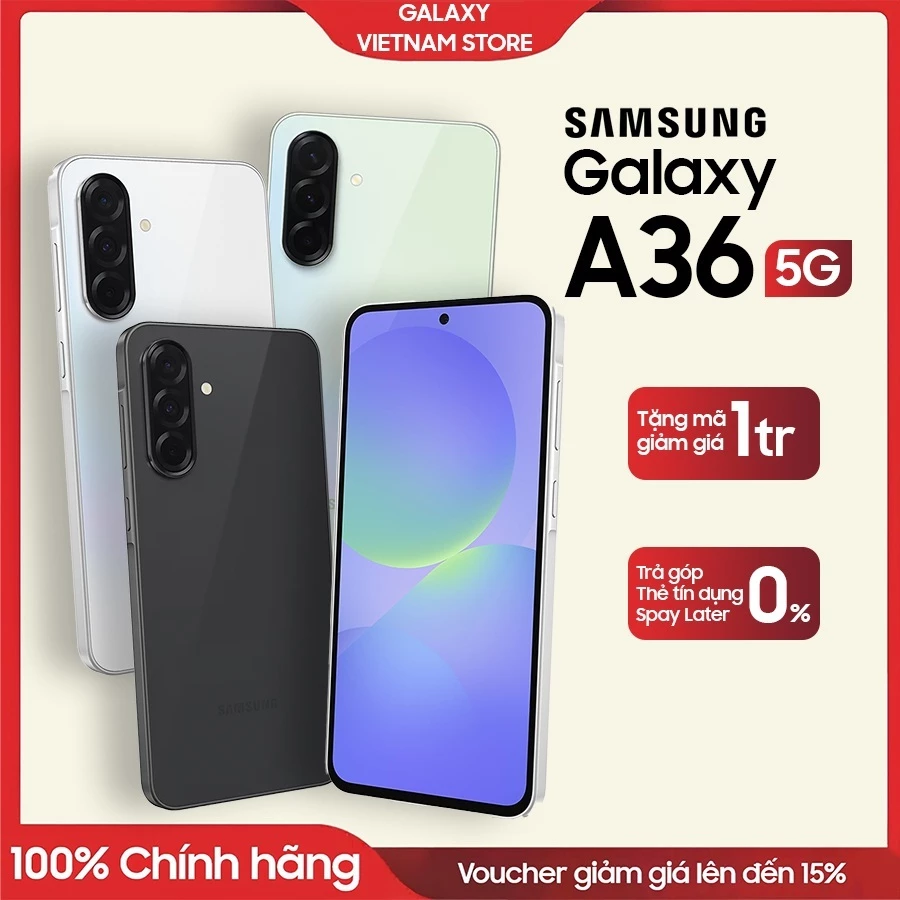 GALAXY
VIETNAM STORE
SAMSUNG
Galaxy
A36 5G
Tặng mã
giảm giá 1tr
Trả góp
Thẻ tín dụng
Spay Later 0%
SAMSUNG
100% Chính hãng
Voucher giảm giá lên đến 15%